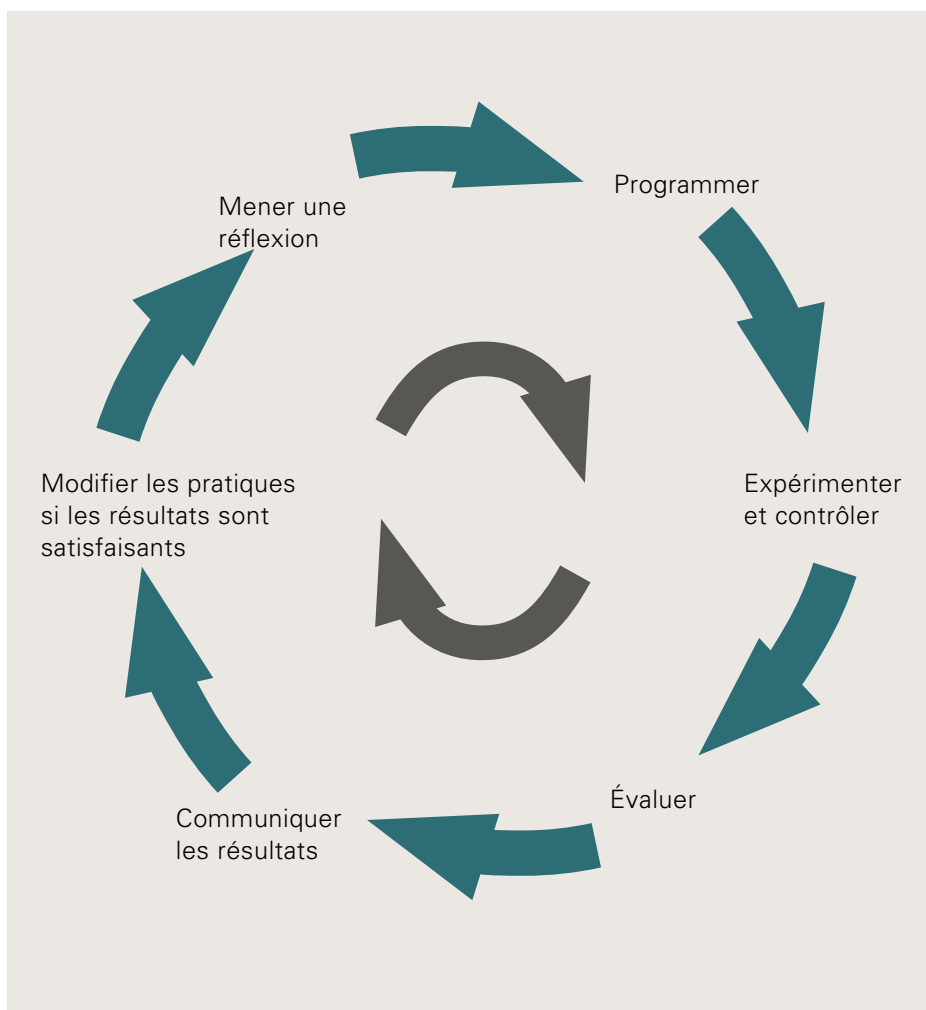 Programmer
Mener une
réflexion
Modifier les pratiques
si les résultats sont
satisfaisants
Expérimenter
et contrôler
Évaluer
Communiquer
les résultats